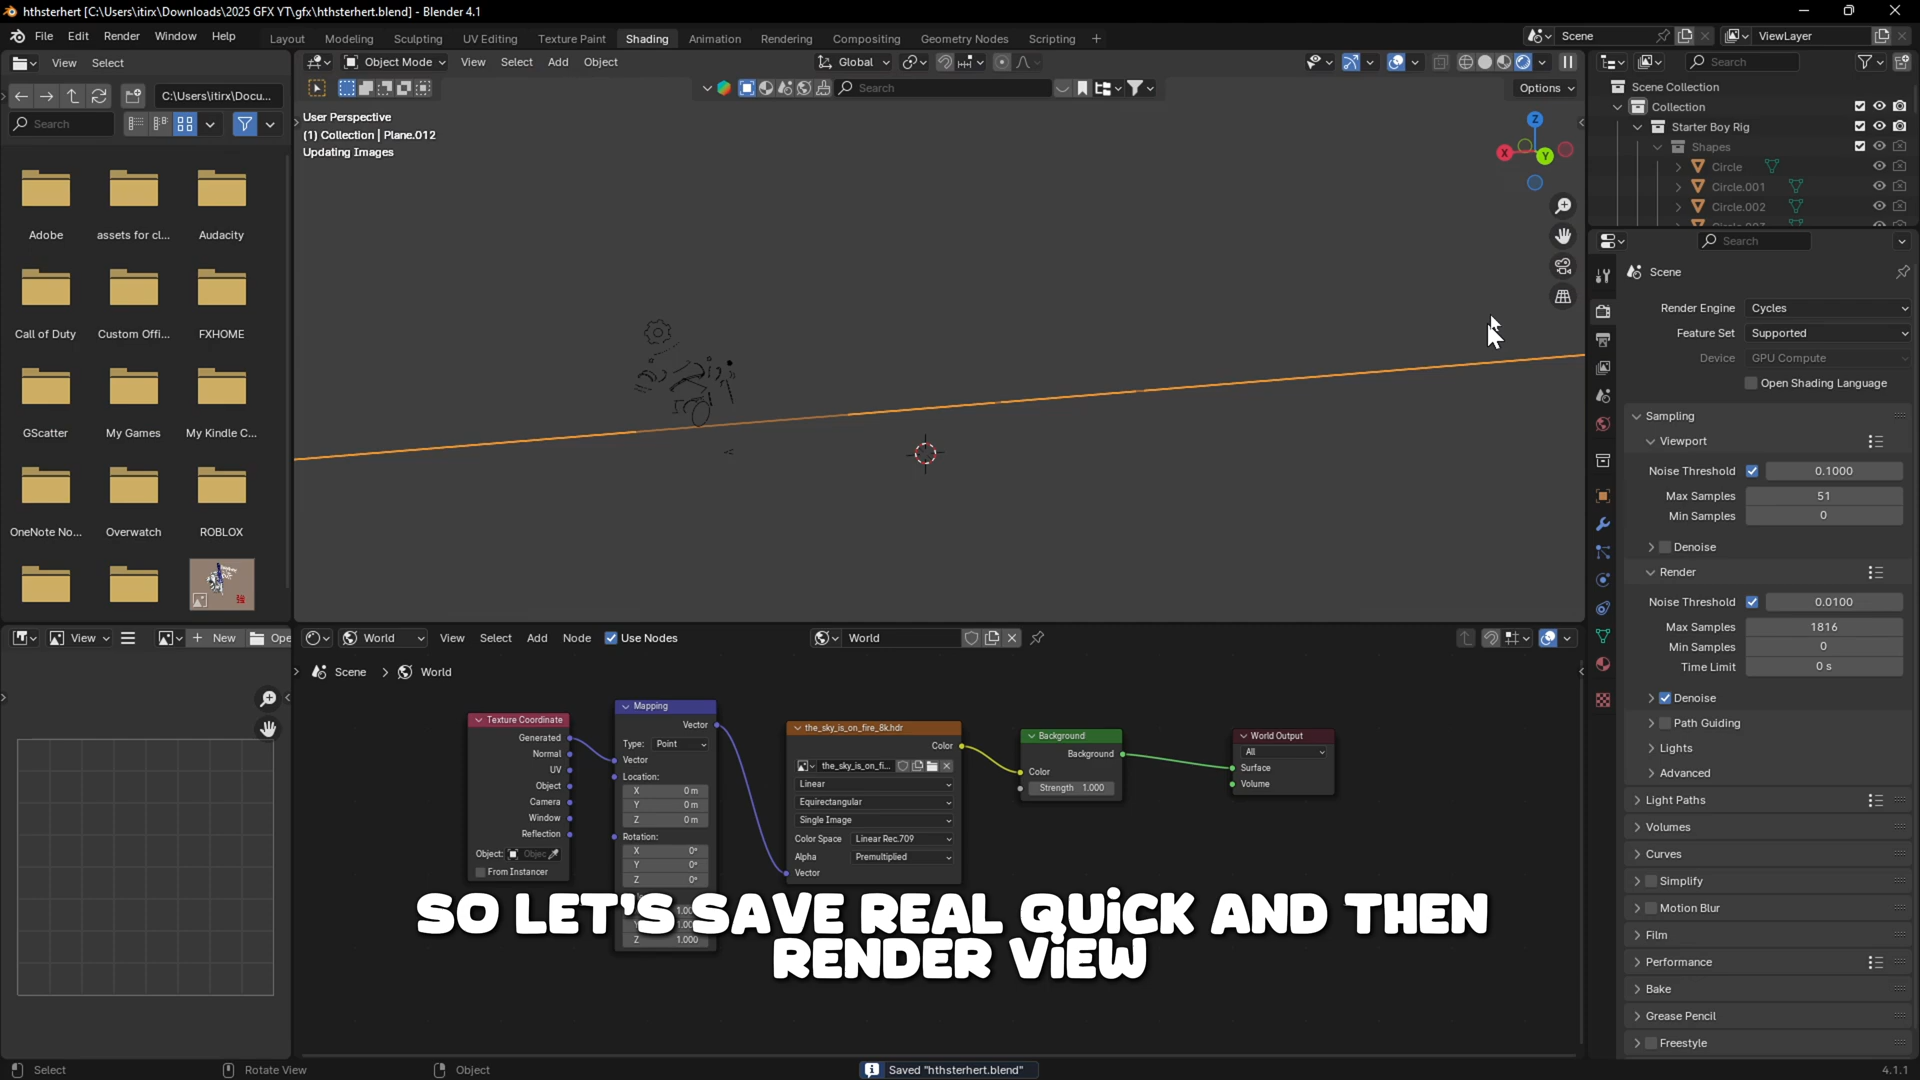 hthsterhert [C:\Users\itirx\Downloads\2025 GFX YT\gfx\hthsterhert.blend] - Blender 4.1
File Edit Render Window Help
Layout Modeling Sculpting UV Editing Texture Paint Shading Animation Rendering Compositing Geometry Nodes Scripting +
Scene ViewLayer
View Select
Object Mode View Select Add Object Global
Search
C:\Users\itirx\Docu...
Search
Search
Options
Scene Collection
Collection
Starter Boy Rig
Shapes
Circle
Circle.001
Circle.002
User Perspective
(1) Collection | Plane.012
Updating Images
Z
X
Y
Adobe assets for cl... Audacity
Call of Duty Custom Offi... FXHOME
GScatter My Games My Kindle C...
OneNote No... Overwatch ROBLOX
Search
Scene
Render Engine Cycles
Feature Set Supported
Device GPU Compute
Open Shading Language
Sampling
Viewport
Noise Threshold 0.1000
Max Samples 51
Min Samples 0
Denoise
Render
Noise Threshold 0.0100
Max Samples 1816
Min Samples 0
Time Limit 0 s
Denoise
Path Guiding
Lights
Advanced
Light Paths
Volumes
Curves
Simplify
Motion Blur
Film
Performance
Bake
Grease Pencil
Freestyle
View + New Ope
World View Select Add Node Use Nodes World
Scene > World
Texture Coordinate
Generated
Normal
UV
Object
Camera
Window
Reflection
Object: Objec
From Instancer
Mapping
Vector
Type: Point
Vector
Location:
X 0 m
Y 0 m
Z 0 m
Rotation:
X 0°
Y 0°
Z 0°
Z 1.000
the_sky_is_on_fire_8k.hdr
Color
the_sky_is_on_fi...
Linear
Equirectangular
Single Image
Color Space Linear Rec.709
Alpha Premultiplied
Vector
Background
Background
Color
Strength 1.000
World Output
All
Surface
Volume
SO LET'S SAVE REAL QUICK AND THEN
RENDER VIEW
Select Rotate View Object
Saved "hthsterhert.blend"
4.1.1